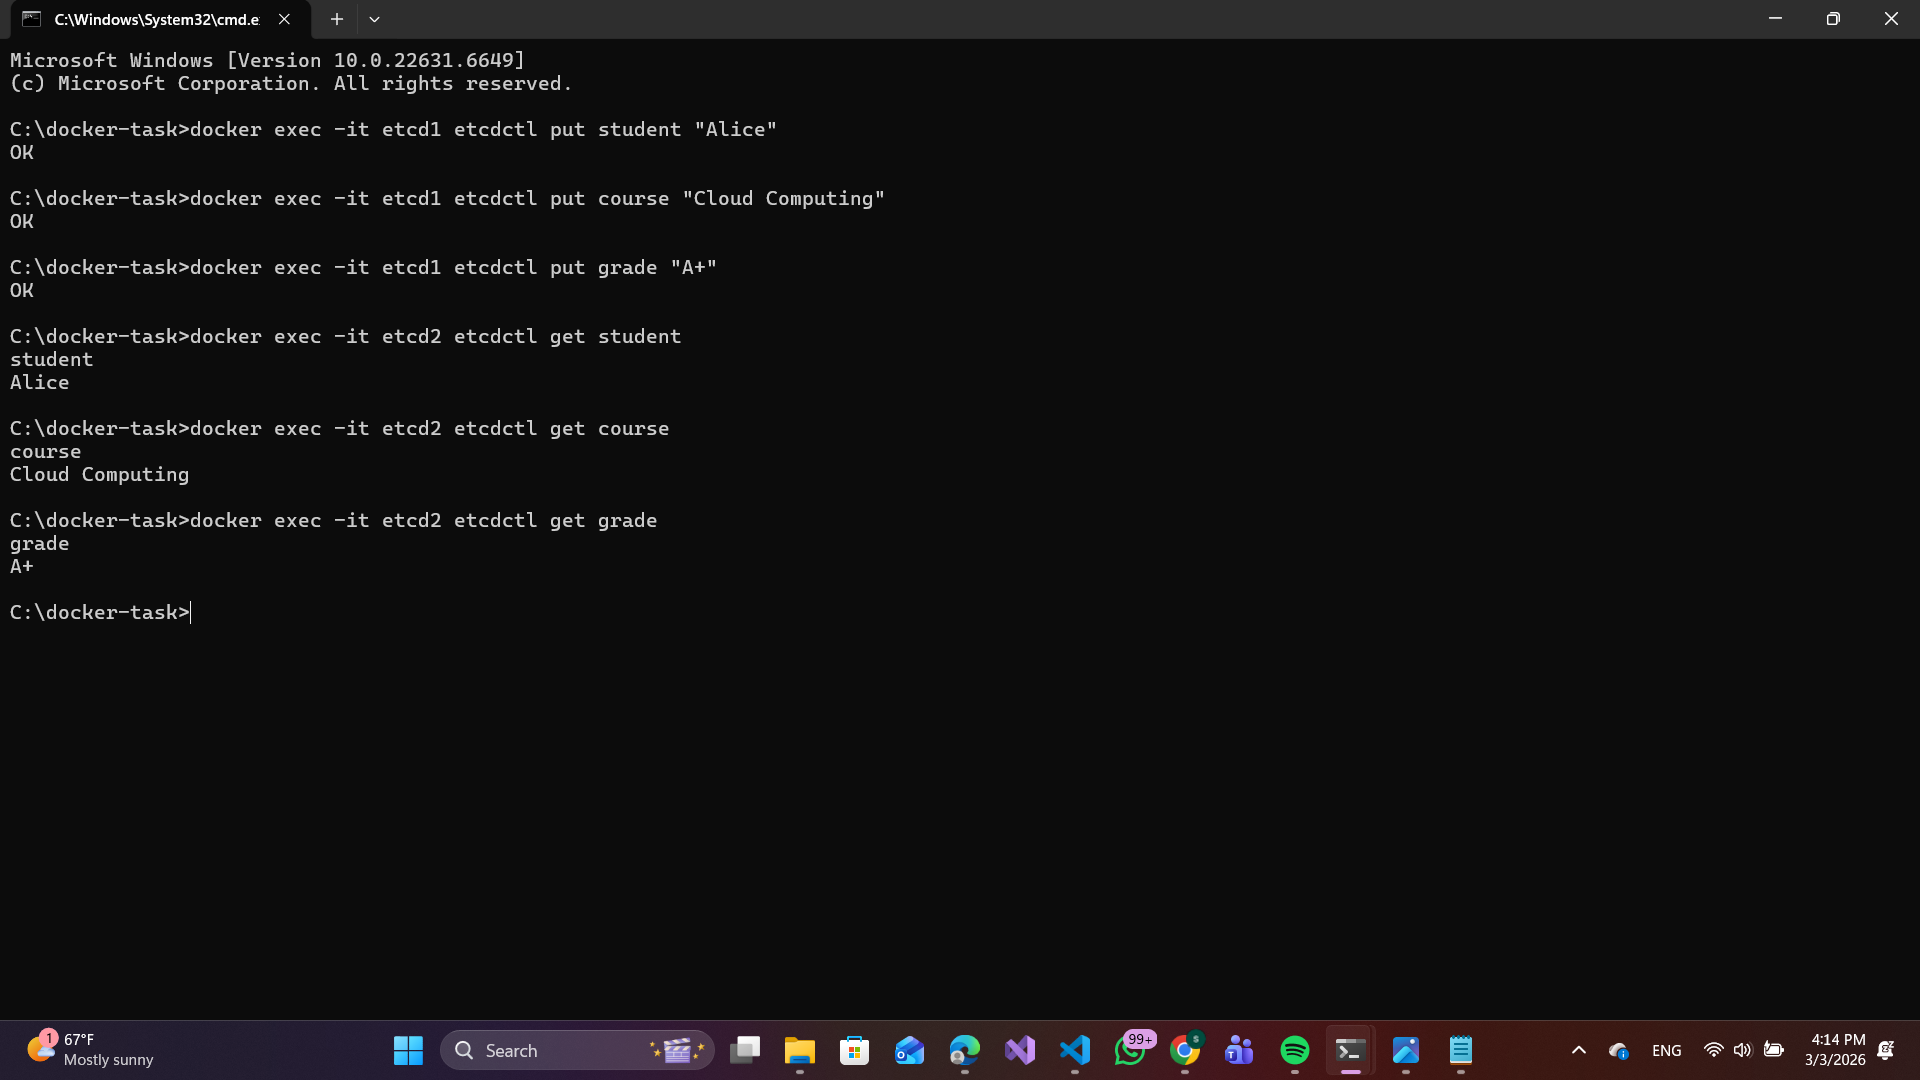 C:\Windows\System32\cmd.e
Microsoft Windows [Version 10.0.22631.6649]
(c) Microsoft Corporation. All rights reserved.
C:\docker-task>docker exec -it etcd1 etcdctl put student "Alice"
OK
C:\docker-task>docker exec -it etcd1 etcdctl put course "Cloud Computing"
OK
C:\docker-task>docker exec -it etcd1 etcdctl put grade "A+"
OK
C:\docker-task>docker exec -it etcd2 etcdctl get student
student
Alice
C:\docker-task>docker exec -it etcd2 etcdctl get course
course
Cloud Computing
C:\docker-task>docker exec -it etcd2 etcdctl get grade
grade
A+
C:\docker-task>
1
67°F
Mostly sunny
Search
99+
ENG
4:14 PM
3/3/2026